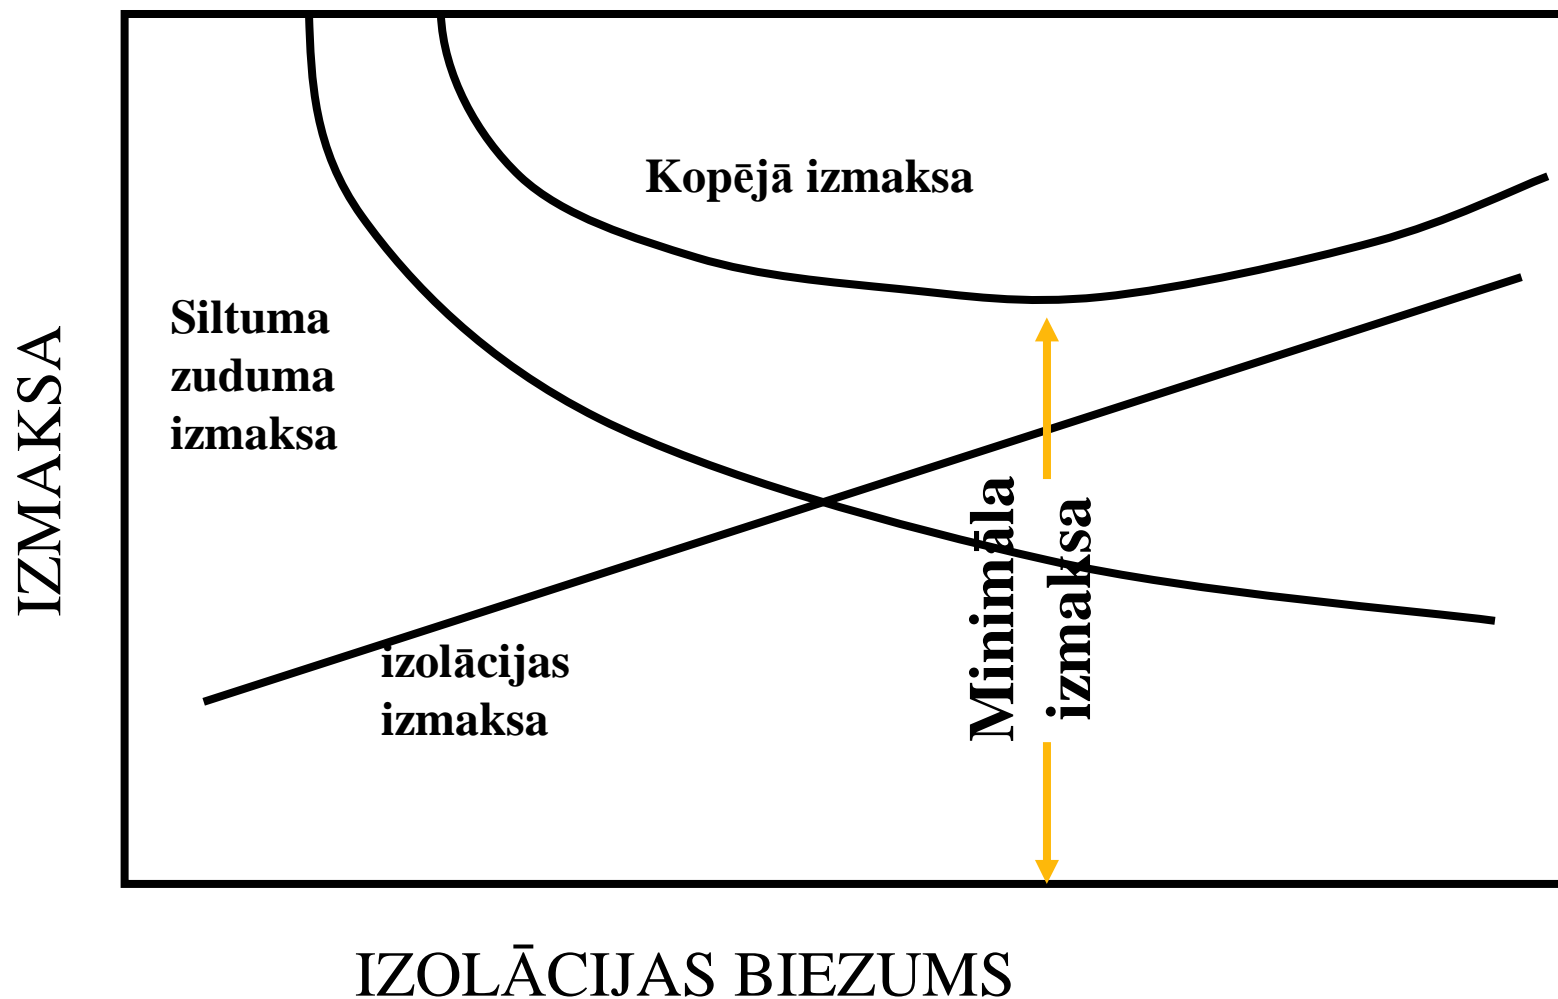 Kopējā izmaksa
Siltuma
zuduma
izmaksa
IZMAKSA
izolācijas
izmaksa
Minimāla
izmaksa
IZOLĀCIJAS BIEZUMS